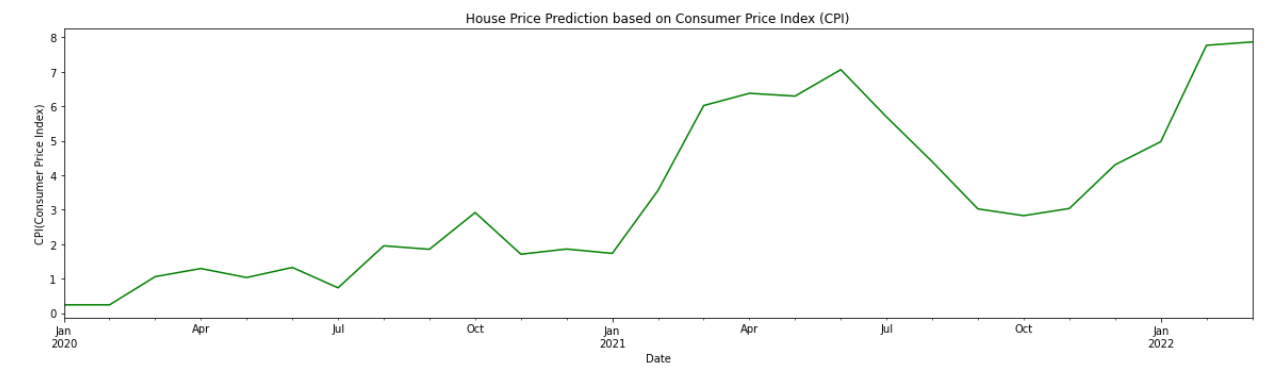 House Price Prediction based on Consumer Price Index (CPI)
CPI(Consumer Price Index)
8
7
6
5
4
3
2
1
0
Jan Apr Jul Oct Jan Apr Jul Oct Jan
2020 2021 2022
Date